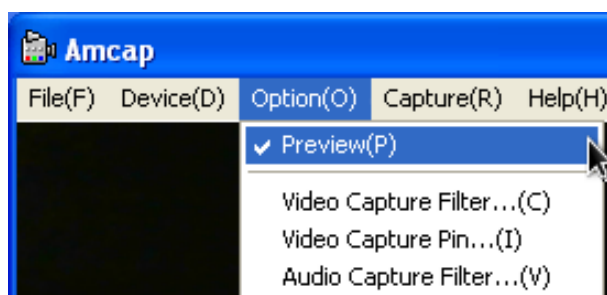 Amcap
File(F) Device(D) Option(O) Capture(R) Help(H)
Preview(P)
Video Capture Filter...(C)
Video Capture Pin...(I)
Audio Capture Filter...(V)